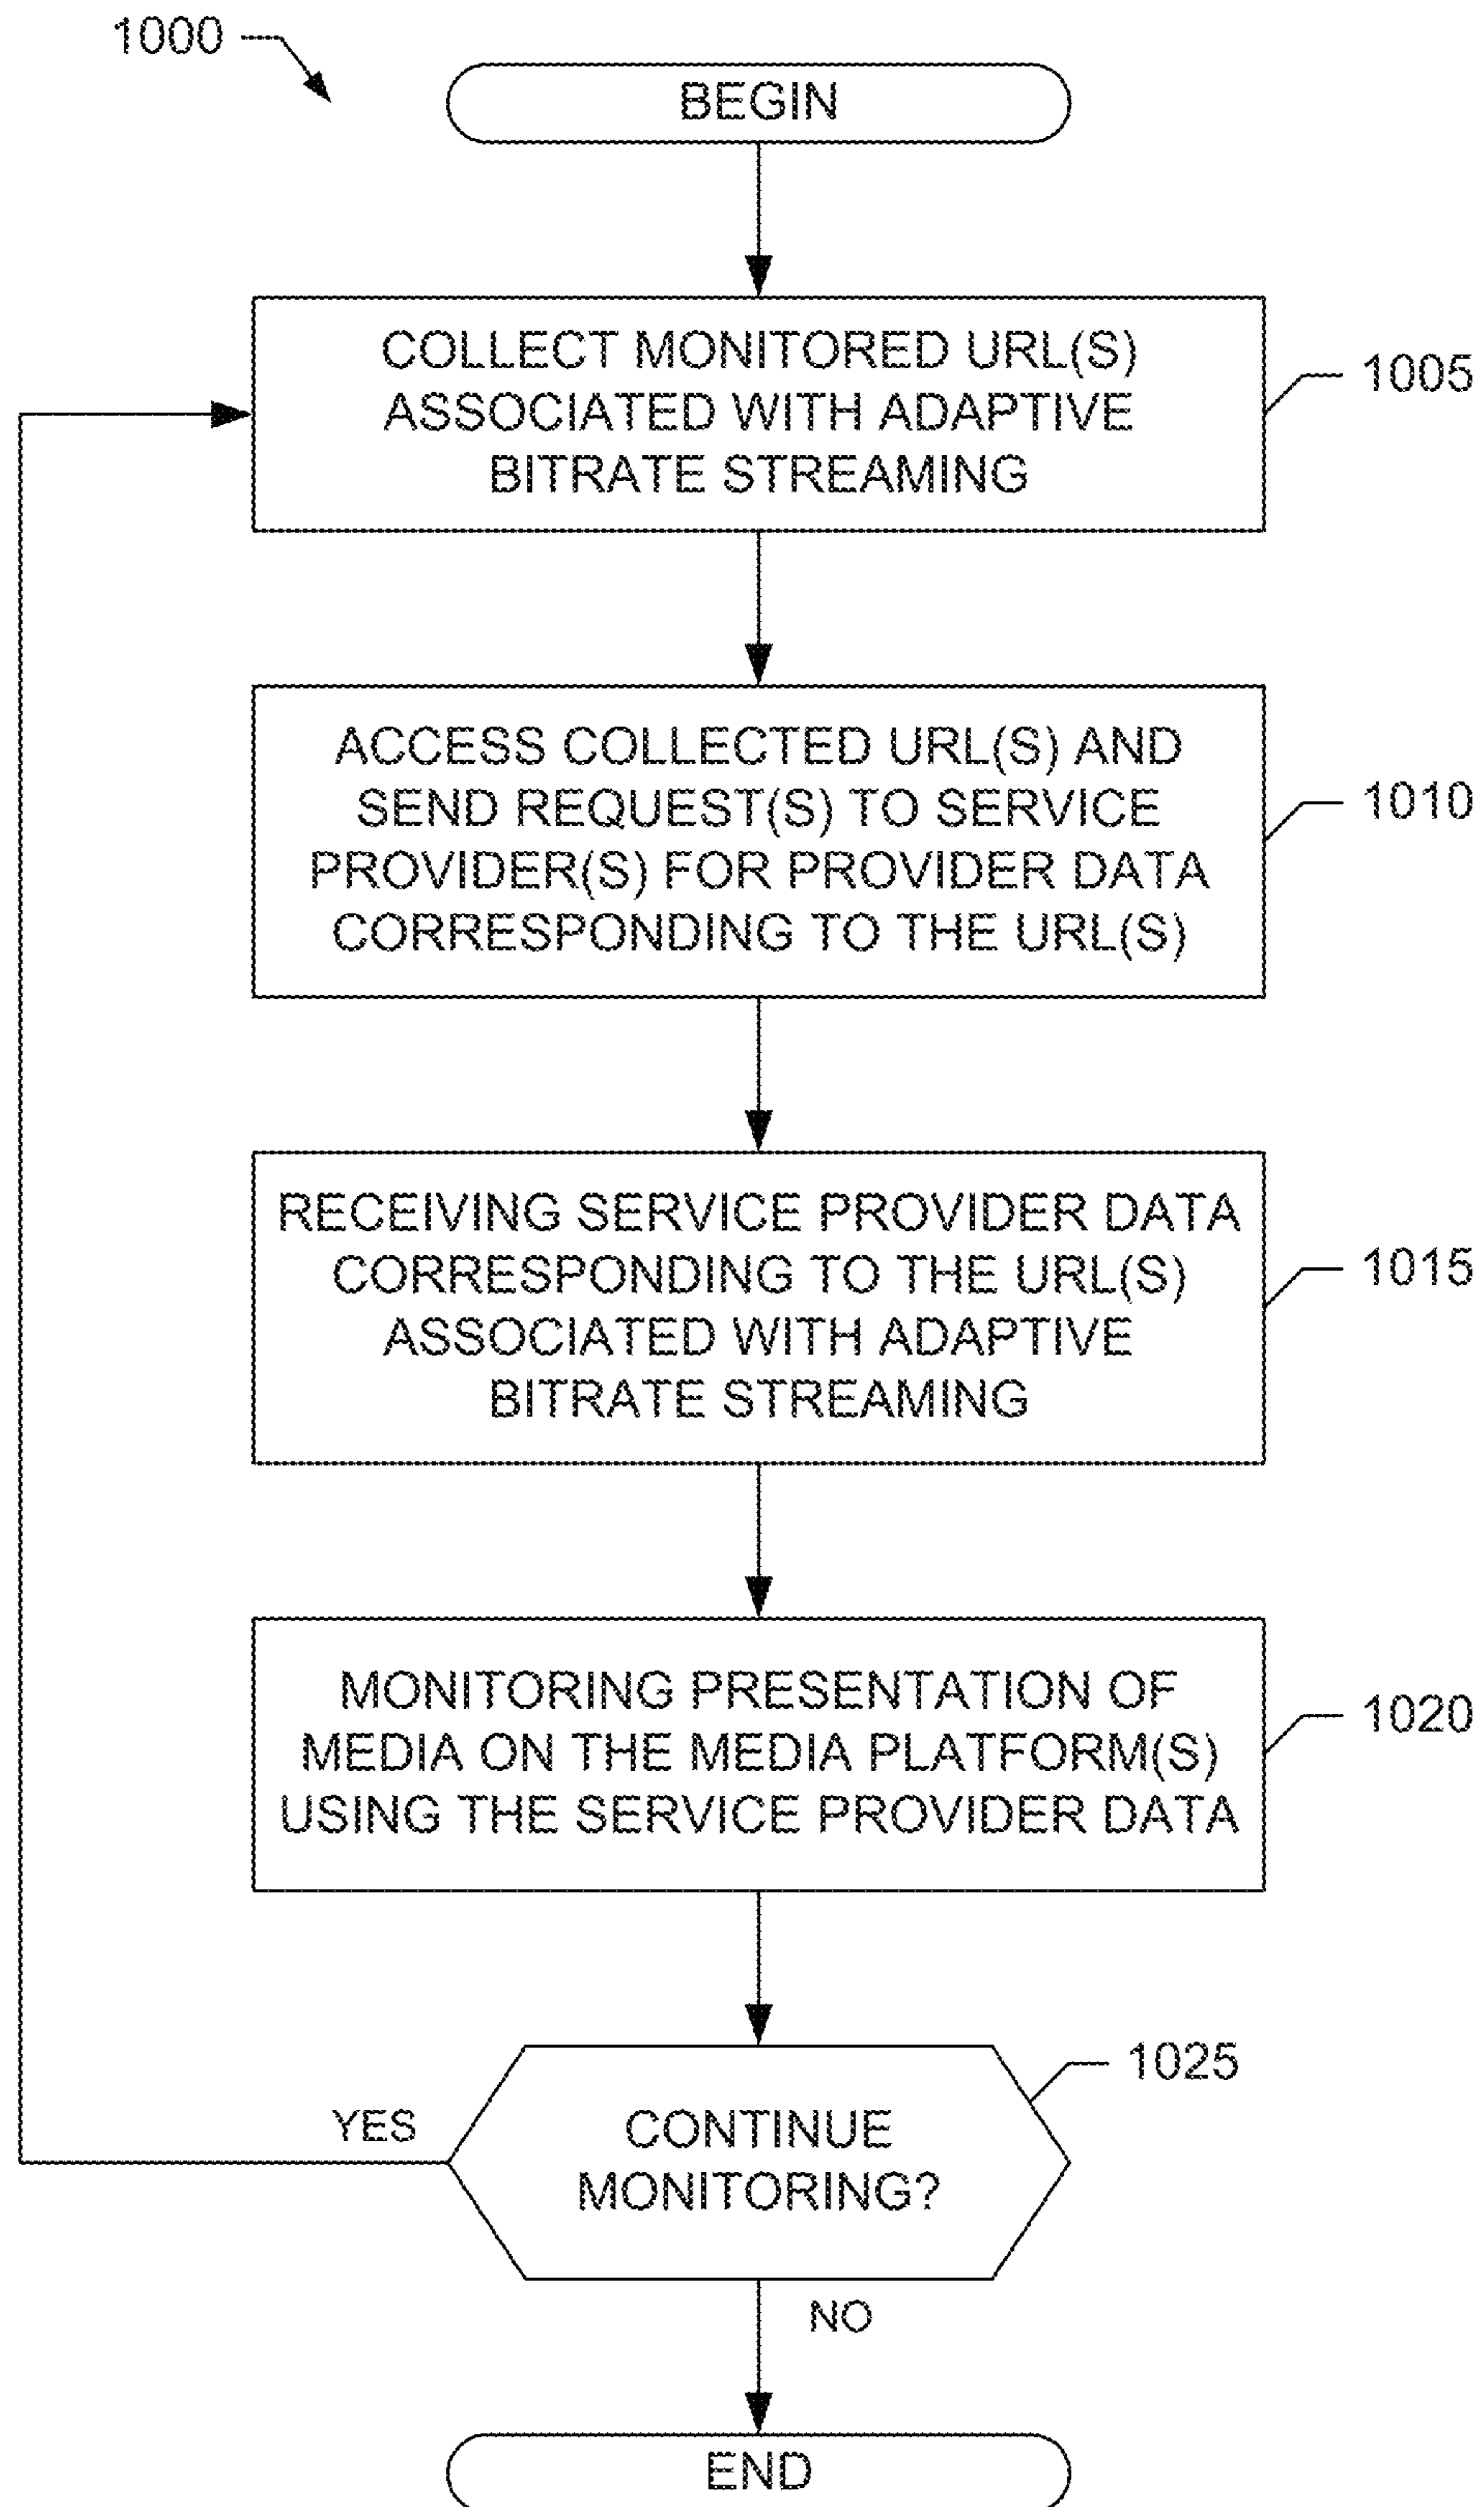 1000
BEGIN
COLLECT MONITORED URL(S)
ASSOCIATED WITH ADAPTIVE
BITRATE STREAMING
1005
ACCESS COLLECTED URL(S) AND
SEND REQUEST(S) TO SERVICE
PROVIDER(S) FOR PROVIDER DATA
CORRESPONDING TO THE URL(S)
1010
RECEIVING SERVICE PROVIDER DATA
CORRESPONDING TO THE URL(S)
ASSOCIATED WITH ADAPTIVE
BITRATE STREAMING
1015
MONITORING PRESENTATION OF
MEDIA ON THE MEDIA PLATFORM(S)
USING THE SERVICE PROVIDER DATA
1020
1025
YES
CONTINUE
MONITORING?
NO
END